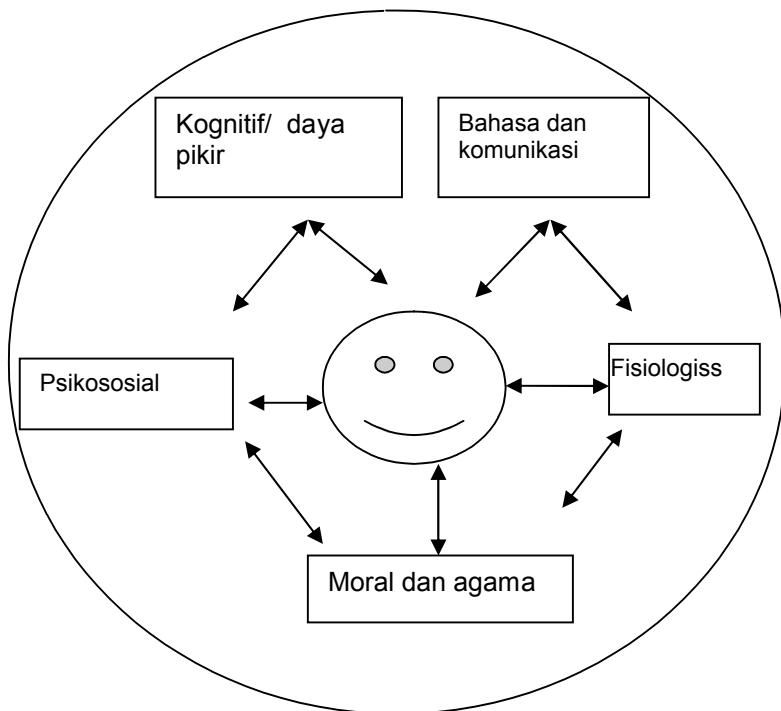 Kognitif/ daya
pikir
Bahasa dan
komunikasi
Psikososial
Fisiologiss
Moral dan agama